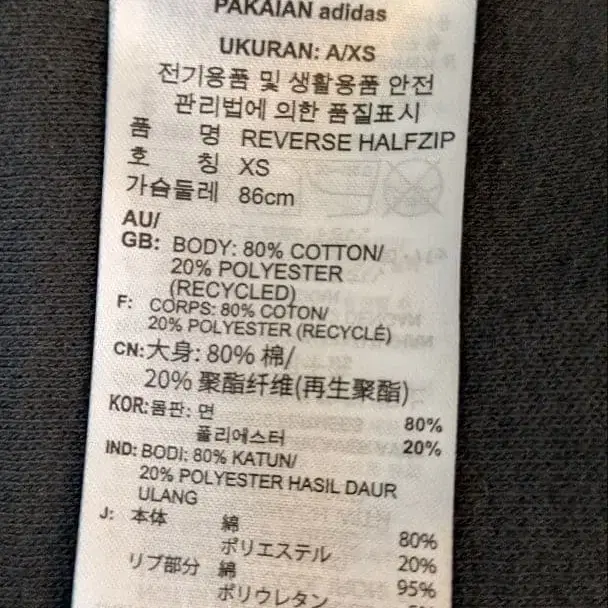 PAKAIAN adidas
UKURAN: A/XS
전기용품 및 생활용품 안전
관리법에 의한 품질표시
품 명 REVERSE HALFZIP
호 칭 XS
가슴둘레 86cm
AU/
GB: BODY: 80% COTTON/
20% POLYESTER
(RECYCLED)
F: CORPS: 80% COTON/
20% POLYESTER (RECYCLÉ)
CN:大身: 80% 棉/
20% 聚酯纤维(再生聚酯)
KOR:몸판: 면 80%
폴리에스터 20%
IND: BODI: 80% KATUN/
20% POLYESTER HASIL DAUR
ULANG
J: 本体 綿 80%
ポリエステル 20%
リブ部分 綿 95%
ポリウレタン